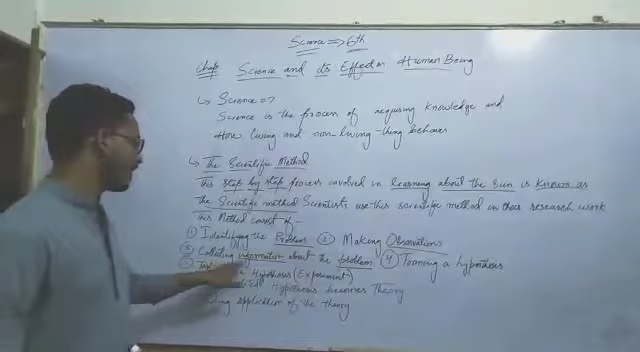 Science => 6th
Chap Science and its Effect on Human Being
↳ Science =>
Science is the process of aequising knowledge and
How living and non-living-thing behaves
↳ The Scientific Method
This step by step process involved in learning about the Sun is known as
the Scientific method Scientists use this scientific method in their research work
this Method consist of -
① Identifying the Problem ② Making Observations
③ Collecting information about the problem ④ Forming a hypothesis
⑤ Hypothesis (Experiment)
Hypothesis becomes Theory
application of the theory